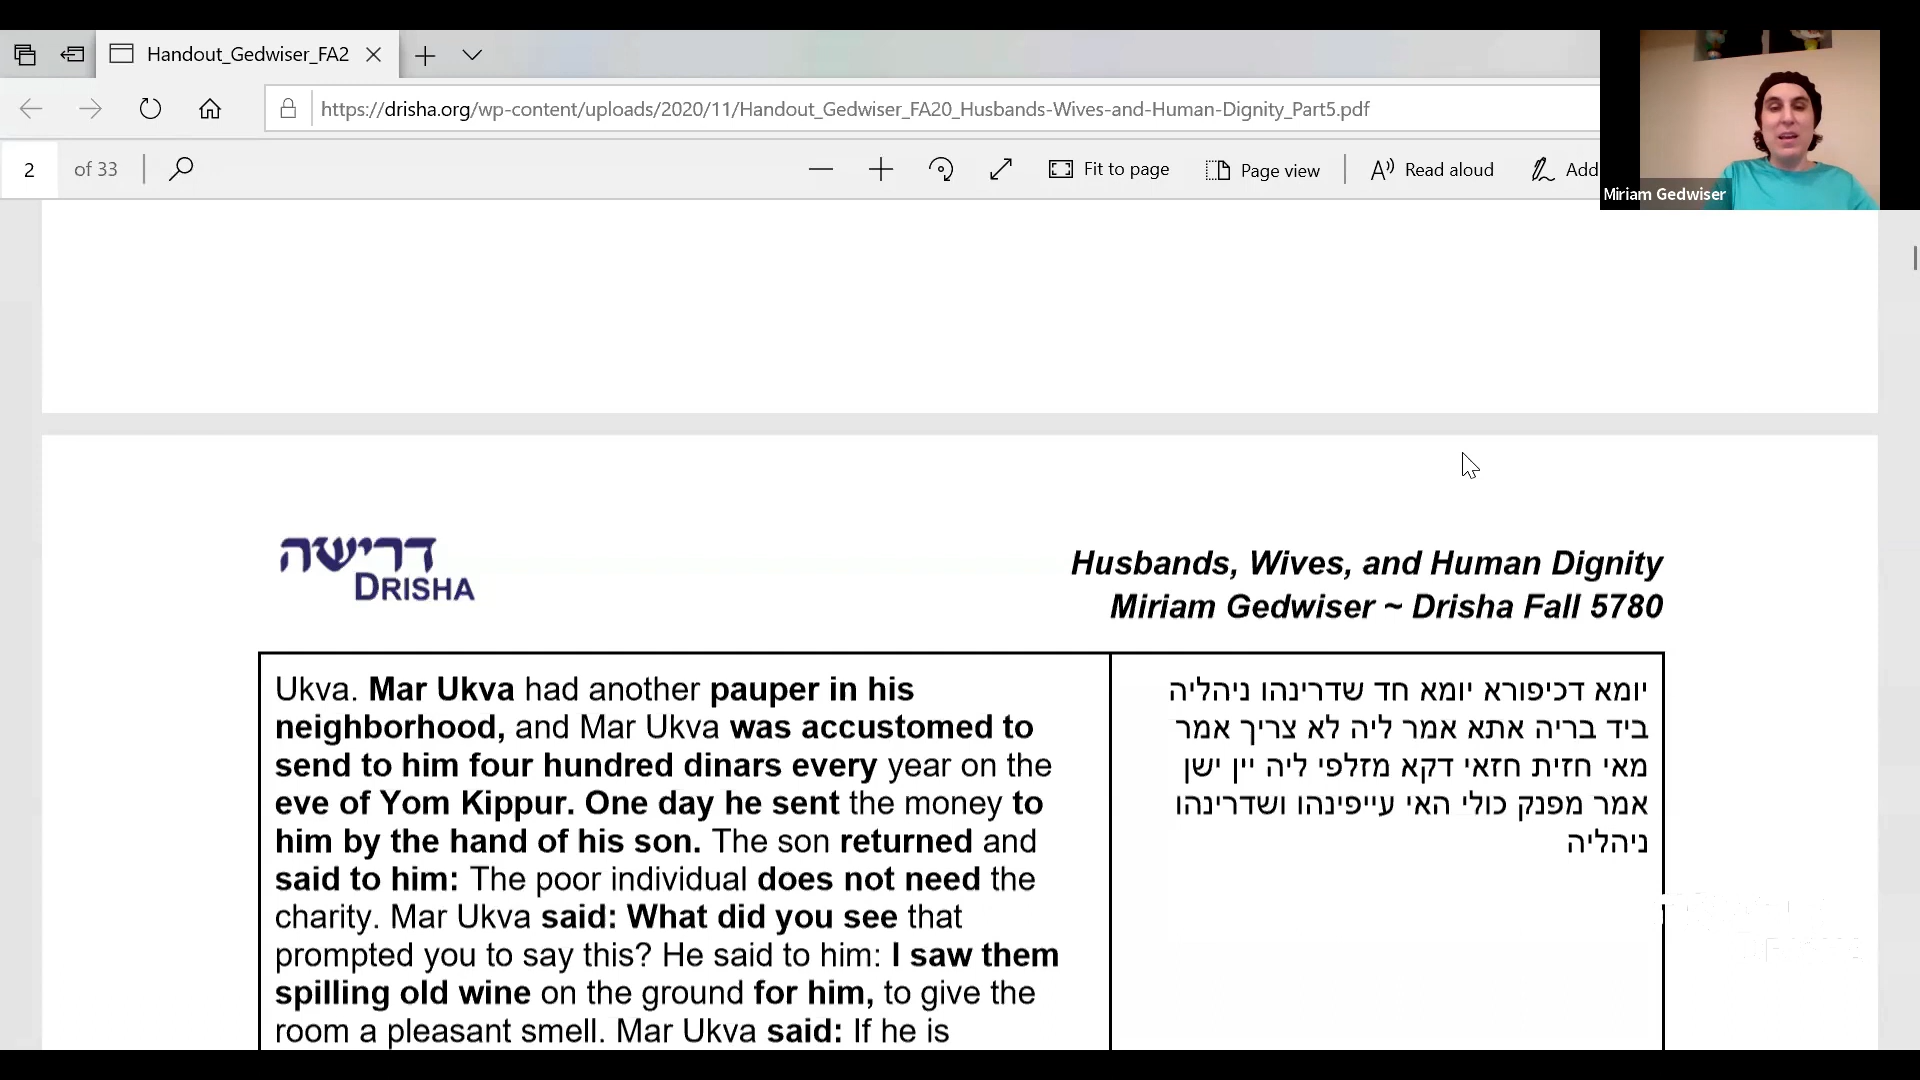 Handout_Gedwiser_FA2
https://drisha.org/wp-content/uploads/2020/11/Handout_Gedwiser_FA20_Husbands-Wives-and-Human-Dignity_Part5.pdf
2 of 33
Fit to page
Page view
Read aloud
Add
Miriam Gedwiser
דרישה
DRISHA
Husbands, Wives, and Human Dignity
Miriam Gedwiser ~ Drisha Fall 5780
Ukva. Mar Ukva had another pauper in his
neighborhood, and Mar Ukva was accustomed to
send to him four hundred dinars every year on the
eve of Yom Kippur. One day he sent the money to
him by the hand of his son. The son returned and
said to him: The poor individual does not need the
charity. Mar Ukva said: What did you see that
prompted you to say this? He said to him: I saw them
spilling old wine on the ground for him, to give the
room a pleasant smell. Mar Ukva said: If he is
יומא דכיפורא יומא חד שדרינהו ניהליה
ביד בריה אתא אמר ליה לא צריך אמר
מאי חזית חזאי דקא מזלפי ליה יין ישן
אמר מפנק כולי האי עייפינהו ושדרינהו
ניהליה